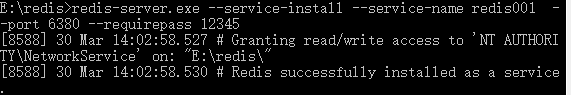 E:\redis>redis-server.exe --service-install --service-name redis001  -
-port 6380 --requirepass 12345
[8588] 30 Mar 14:02:58.527 # Granting read/write access to 'NT AUTHORI
TY\NetworkService' on: "E:\redis\"
[8588] 30 Mar 14:02:58.530 # Redis successfully installed as a service
.